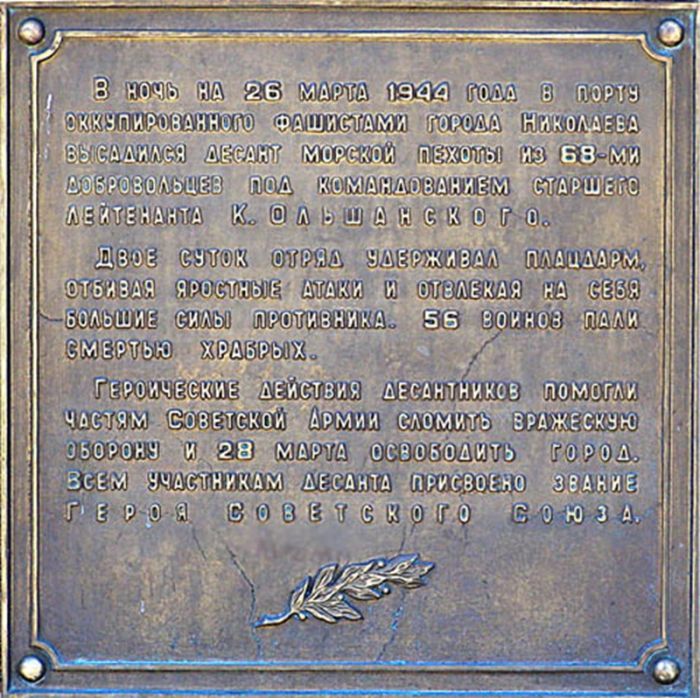 В ночь на 26 марта 1944 года в порту
оккупированного фашистами города Николаева
высадился десант морской пехоты из 68-ми
добровольцев под командованием старшего
лейтенанта К. Ольшанского.
Двое суток отряд удерживал плацдарм,
отбивая яростные атаки и отвлекая на себя
большие силы противника. 56 воинов пали
смертью храбрых.
Героические действия десантников помогли
частям Советской Армии сломить вражескую
оборону и 28 марта освободить город.
Всем участникам десанта присвоено звание
Героя Советского Союза.